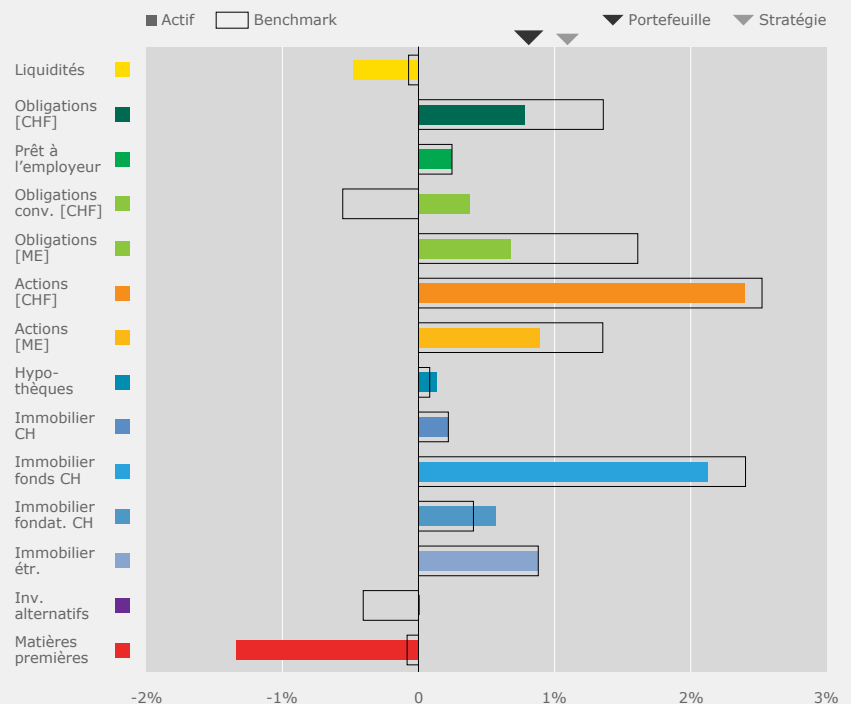 Actif Benchmark Portefeuille Stratégie
Liquidités
Obligations
[CHF]
Prêt à
l'employeur
Obligations
conv. [CHF]
Obligations
[ME]
Actions
[CHF]
Actions
[ME]
Hypo-
thèques
Immobilier
CH
Immobilier
fonds CH
Immobilier
fondat. CH
Immobilier
étr.
Inv.
alternatifs
Matières
premières
-2% -1% 0 1% 2% 3%